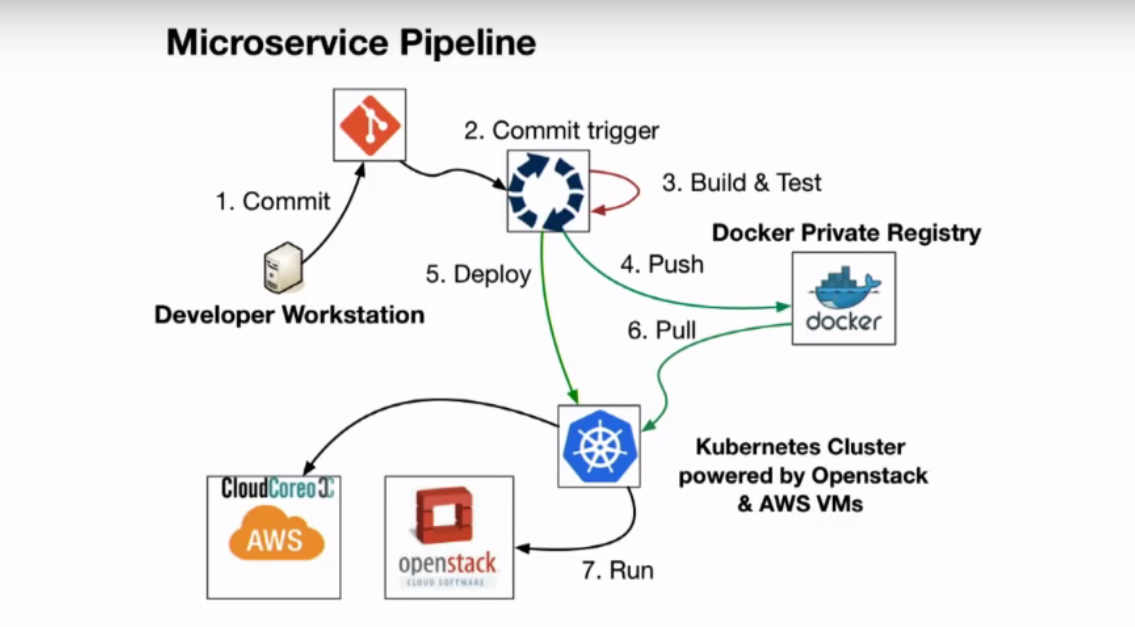 Microservice Pipeline
2. Commit trigger
3. Build & Test
1. Commit
Docker Private Registry
4. Push
5. Deploy
Developer Workstation
docker
6. Pull
Kubernetes Cluster
powered by Openstack
& AWS VMs
CloudCoreo
AWS
openstack
CLOUD SOFTWARE
7. Run